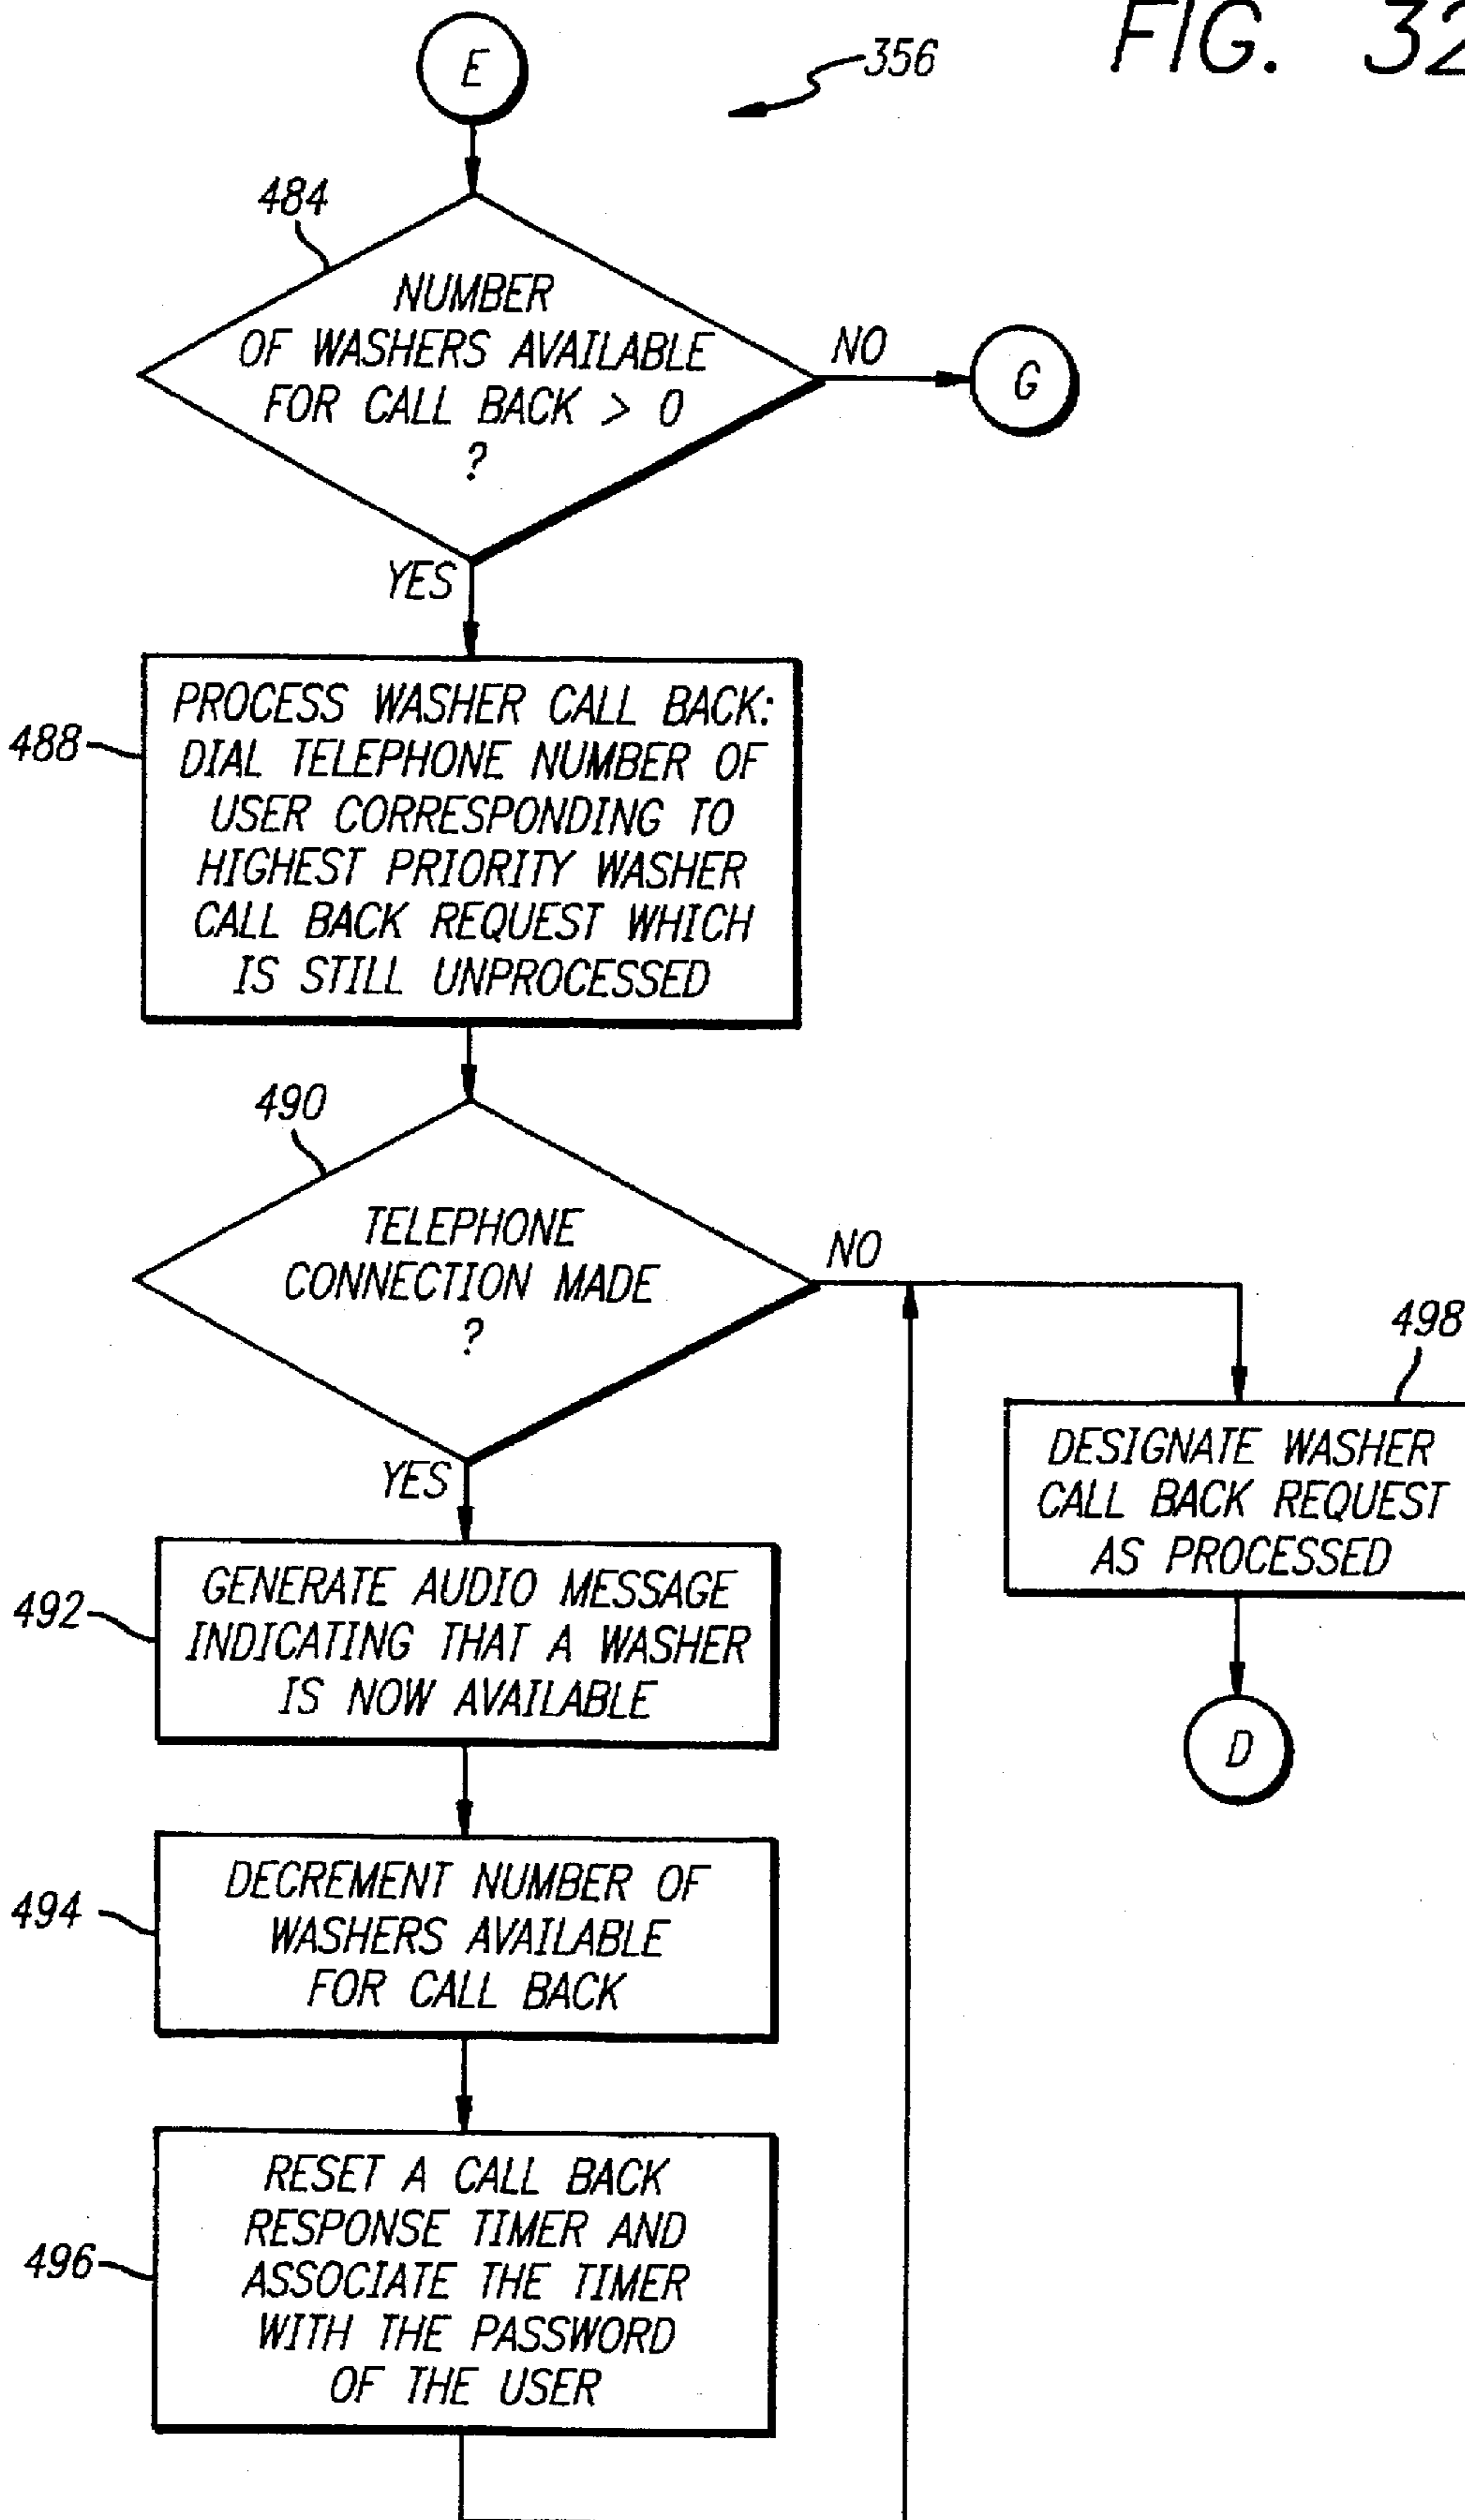 FIG. 32
E
356
484
NUMBER
OF WASHERS AVAILABLE
FOR CALL BACK > 0
?
NO
G
YES
488
PROCESS WASHER CALL BACK:
DIAL TELEPHONE NUMBER OF
USER CORRESPONDING TO
HIGHEST PRIORITY WASHER
CALL BACK REQUEST WHICH
IS STILL UNPROCESSED
490
TELEPHONE
CONNECTION MADE
?
NO
YES
498
DESIGNATE WASHER
CALL BACK REQUEST
AS PROCESSED
D
492
GENERATE AUDIO MESSAGE
INDICATING THAT A WASHER
IS NOW AVAILABLE
494
DECREMENT NUMBER OF
WASHERS AVAILABLE
FOR CALL BACK
496
RESET A CALL BACK
RESPONSE TIMER AND
ASSOCIATE THE TIMER
WITH THE PASSWORD
OF THE USER